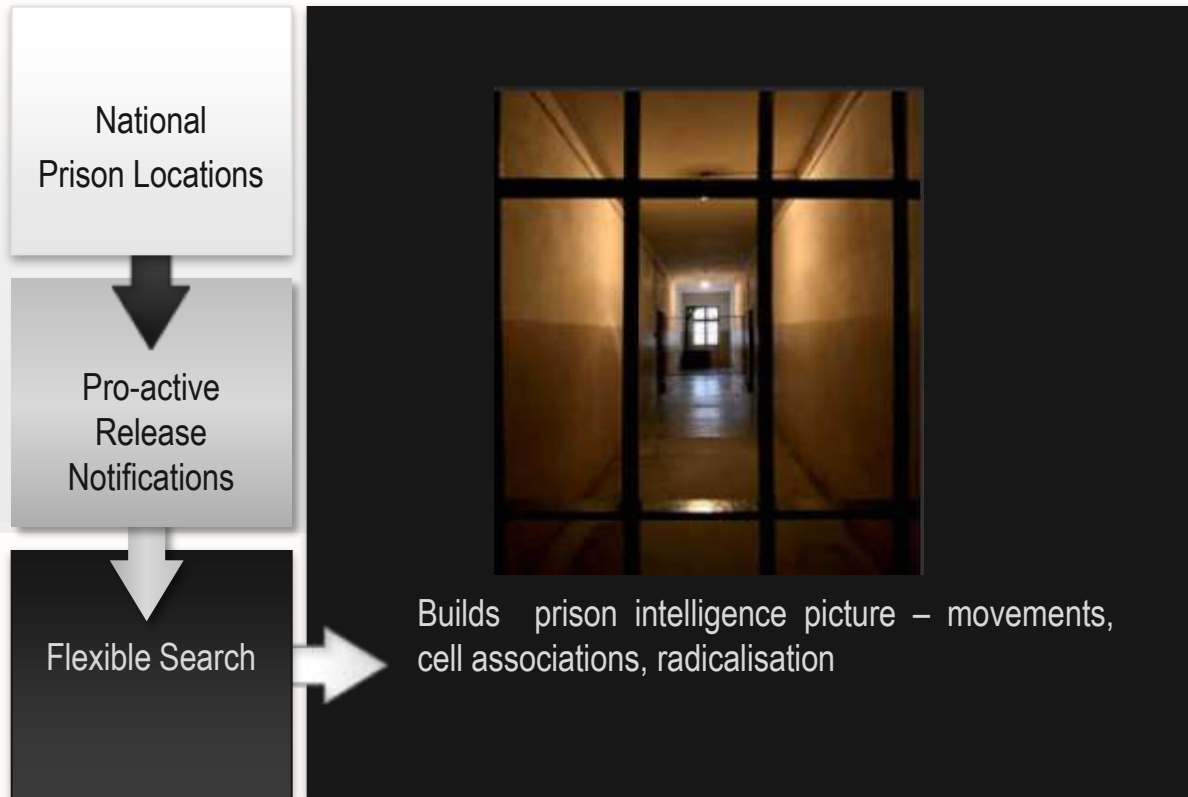 National
Prison Locations
Pro-active
Release
Notifications
Flexible Search
Builds prison intelligence picture – movements,
cell associations, radicalisation